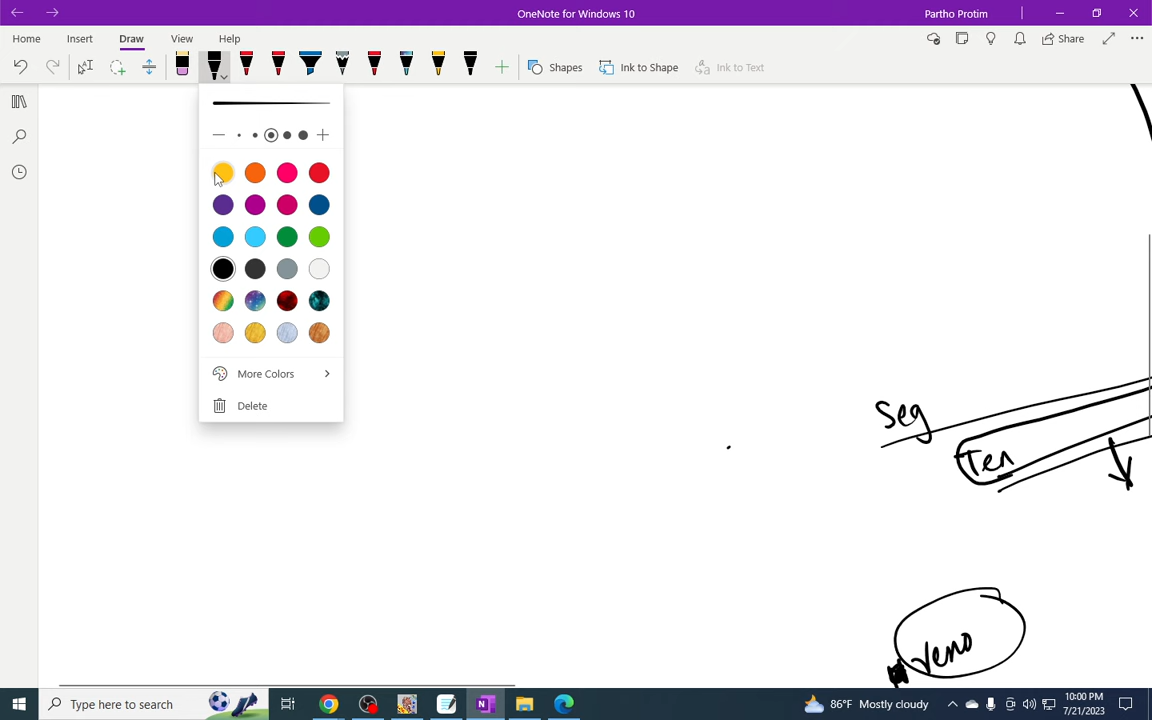 OneNote for Windows 10
Partho Protim
Home
Insert
Draw
View
Help
Share
Shapes
Ink to Shape
Ink to Text
More Colors
Delete
Seg
Ten
Veno
Type here to search
86°F Mostly cloudy
10:00 PM
7/21/2023